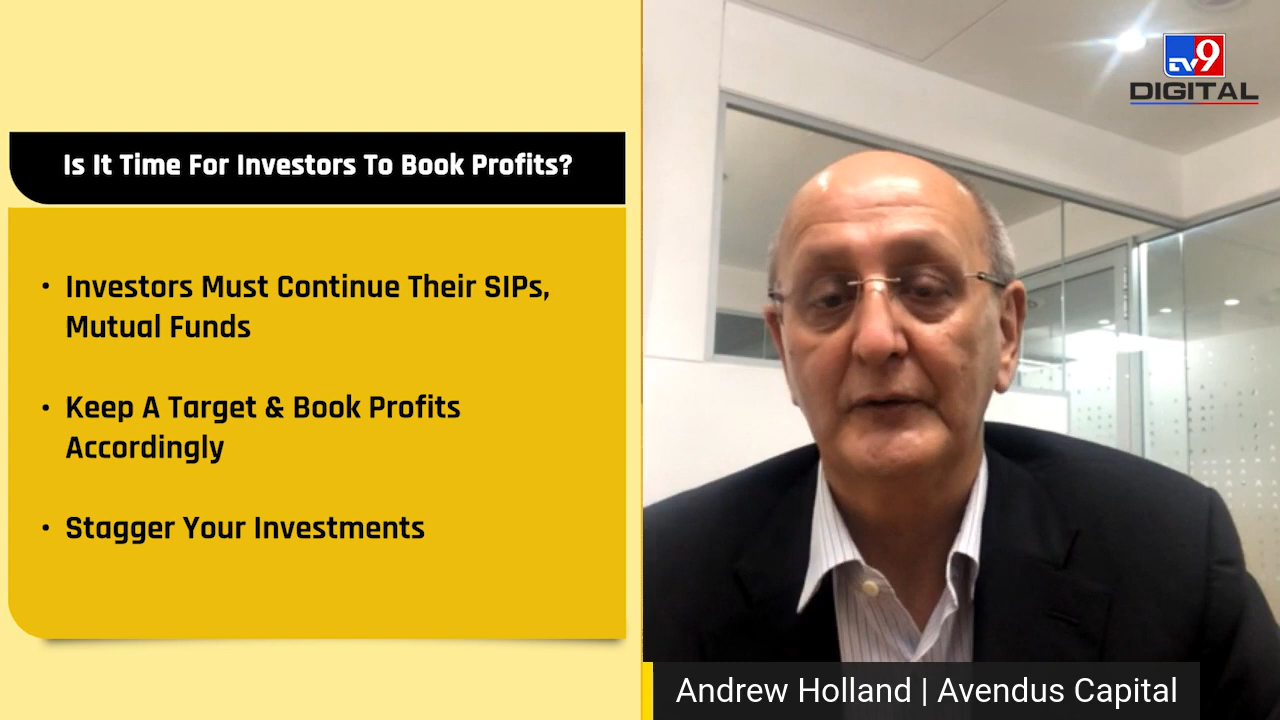 Is It Time For Investors To Book Profits?
• Investors Must Continue Their SIPs,
Mutual Funds
• Keep A Target & Book Profits
Accordingly
• Stagger Your Investments
TV9
DIGITAL
Andrew Holland | Avendus Capital